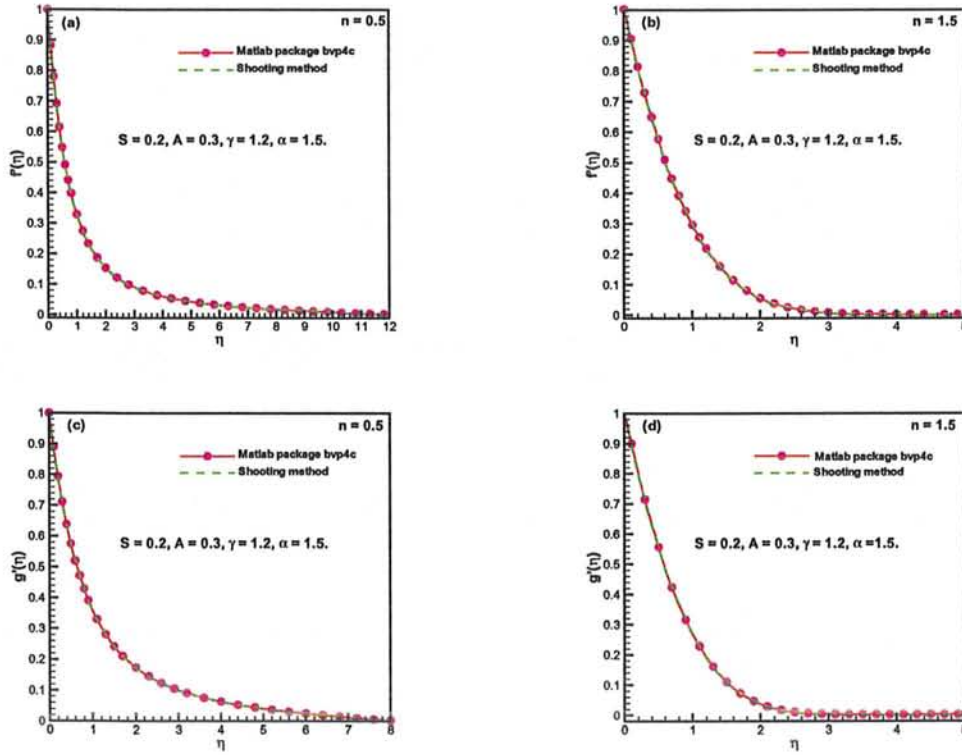 (a)
n = 0.5
Matlab package bvp4c
Shooting method
S = 0.2, A = 0.3, γ = 1.2, α = 1.5.
f'(η)
1
0.9
0.8
0.7
0.6
0.5
0.4
0.3
0.2
0.1
0
0 1 2 3 4 5 6 7 8 9 10 11 12
η
(b)
n = 1.5
Matlab package bvp4c
Shooting method
S = 0.2, A = 0.3, γ = 1.2, α = 1.5.
f'(η)
1
0.9
0.8
0.7
0.6
0.5
0.4
0.3
0.2
0.1
0
0 1 2 3 4 5
η
(c)
n = 0.5
Matlab package bvp4c
Shooting method
S = 0.2, A = 0.3, γ = 1.2, α = 1.5.
g'(η)
1
0.9
0.8
0.7
0.6
0.5
0.4
0.3
0.2
0.1
0
0 1 2 3 4 5 6 7 8
η
(d)
n = 1.5
Matlab package bvp4c
Shooting method
S = 0.2, A = 0.3, γ = 1.2, α =1.5.
g'(η)
1
0.9
0.8
0.7
0.6
0.5
0.4
0.3
0.2
0.1
0
0 1 2 3 4 5
η